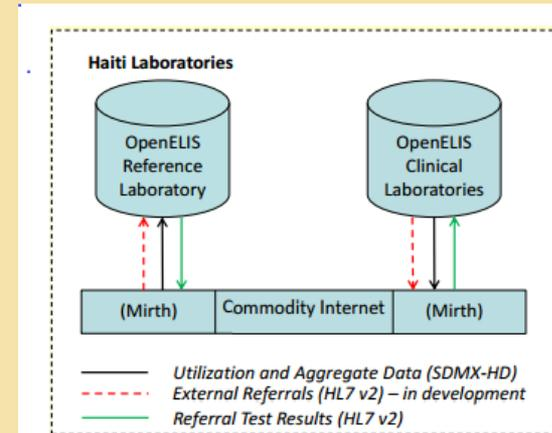 Haiti Laboratories
OpenELIS
Reference
Laboratory
OpenELIS
Clinical
Laboratories
(Mirth)
Commodity Internet
(Mirth)
Utilization and Aggregate Data (SDMX-HD)
External Referrals (HL7 v2) – in development
Referral Test Results (HL7 v2)